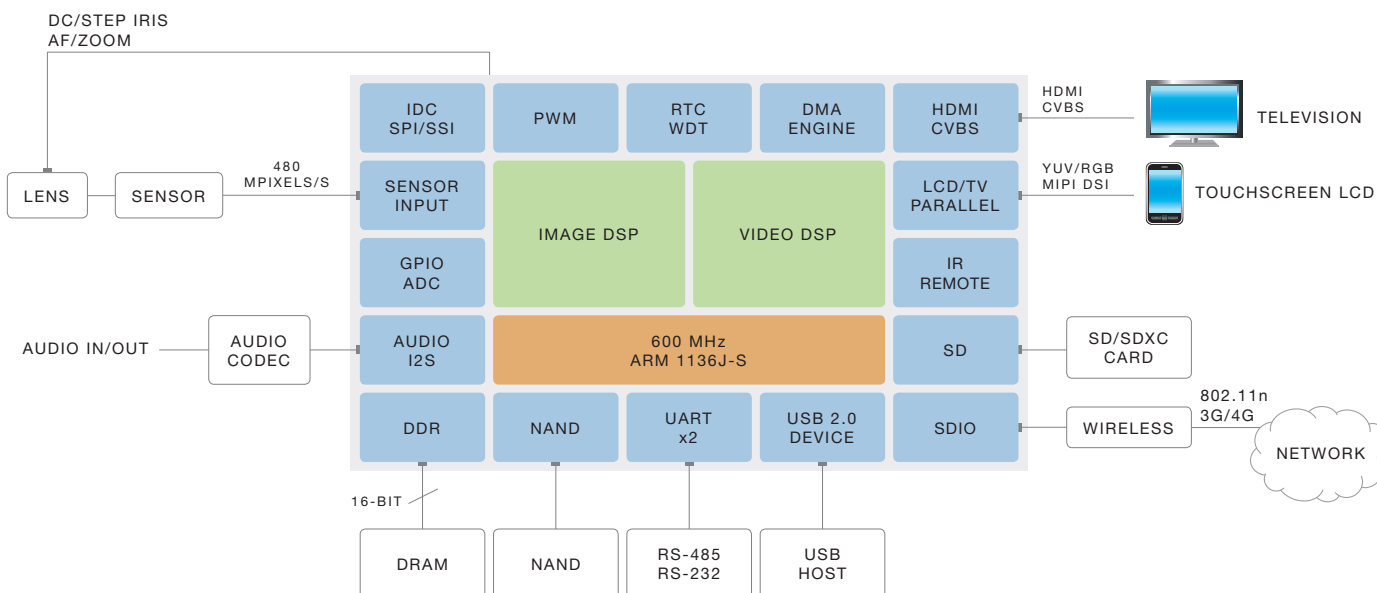 DC/STEP IRIS
AF/ZOOM
IDC
SPI/SSI
PWM
RTC
WDT
DMA
ENGINE
HDMI
CVBS
HDMI
CVBS
TELEVISION
LENS
SENSOR
480
MPIXELS/S
SENSOR
INPUT
IMAGE DSP
VIDEO DSP
LCD/TV
PARALLEL
YUV/RGB
MIPI DSI
TOUCHSCREEN LCD
GPIO
ADC
IR
REMOTE
AUDIO IN/OUT
AUDIO
CODEC
AUDIO
I2S
600 MHz
ARM 1136J-S
SD
SD/SDXC
CARD
DDR
NAND
UART
x2
USB 2.0
DEVICE
SDIO
WIRELESS
802.11n
3G/4G
NETWORK
16-BIT
DRAM
NAND
RS-485
RS-232
USB
HOST